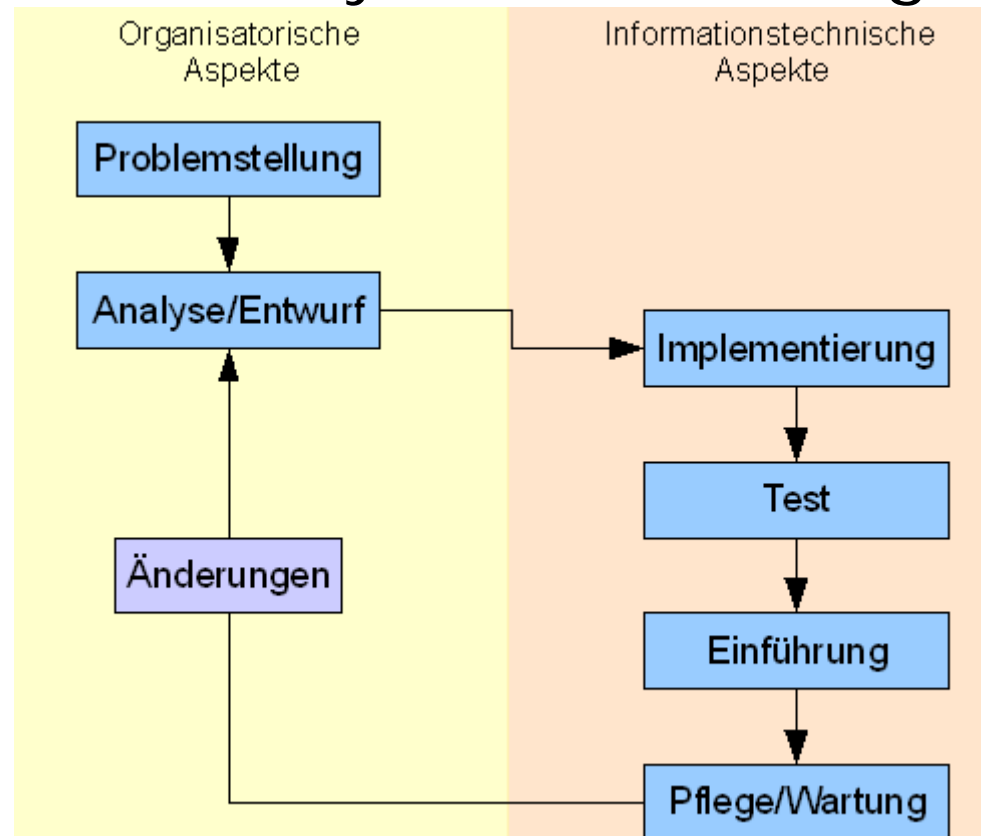 Organisatorische
Aspekte
Informationstechnische
Aspekte
Problemstellung
Analyse/Entwurf
Implementierung
Test
Änderungen
Einführung
Pflege/Wartung